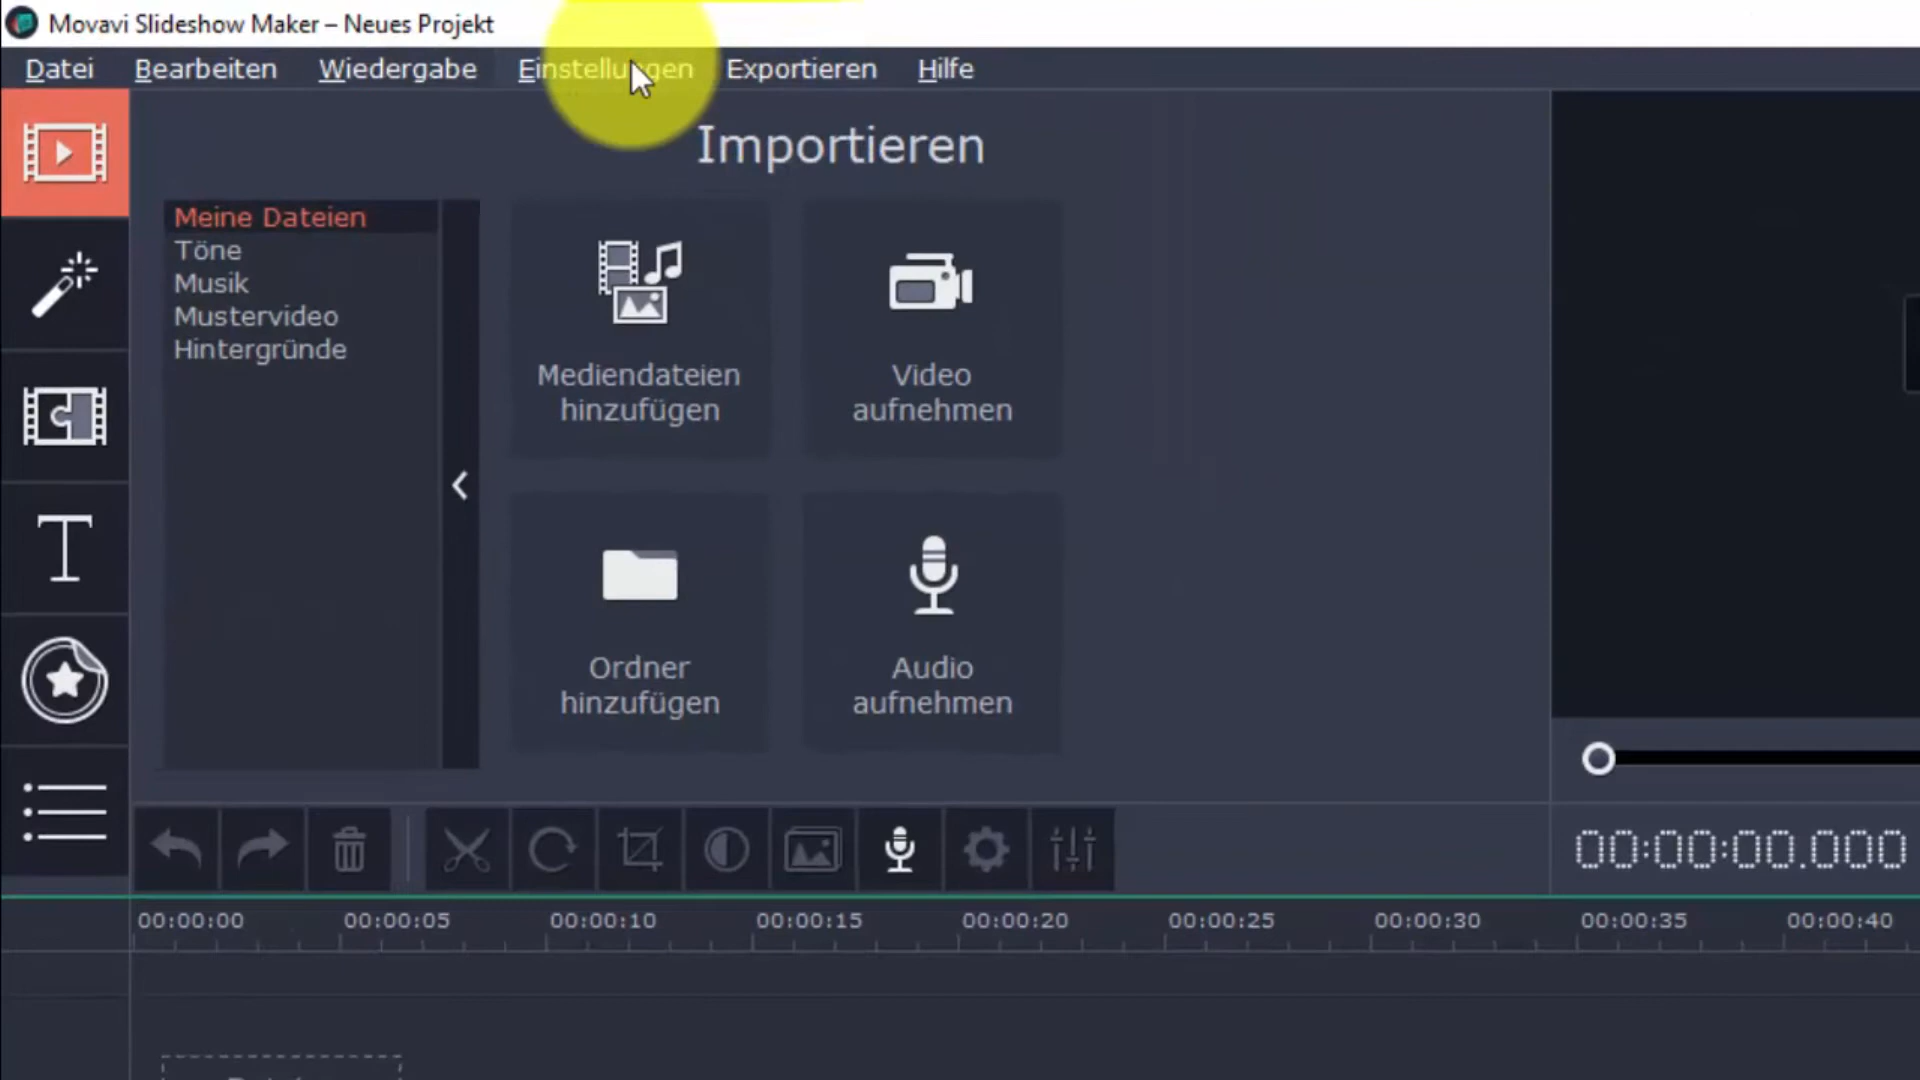 Movavi Slideshow Maker – Neues Projekt
Datei Bearbeiten Wiedergabe Einstellungen Exportieren Hilfe
Importieren
Meine Dateien
Töne
Musik
Mustervideo
Hintergründe
Mediendateien
hinzufügen
Video
aufnehmen
Ordner
hinzufügen
Audio
aufnehmen
00:00:00.000
00:00:00 00:00:05 00:00:10 00:00:15 00:00:20 00:00:25 00:00:30 00:00:35 00:00:40